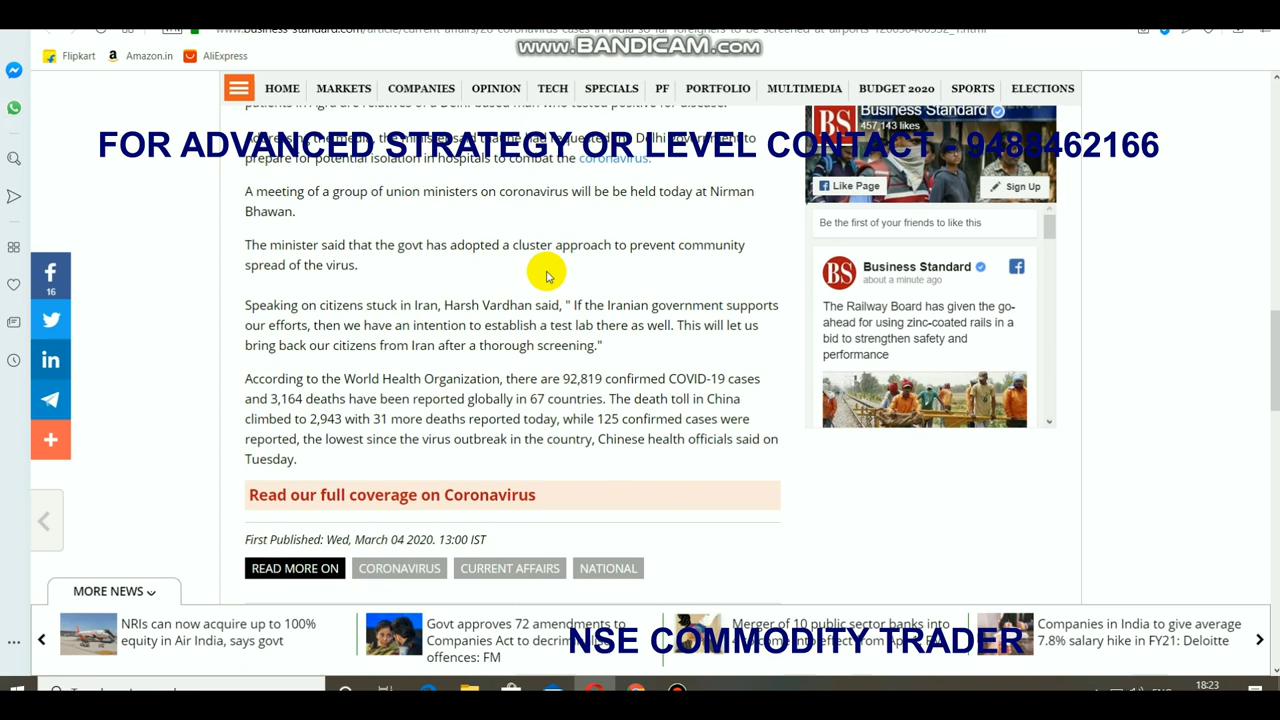 www.BANDICAM.com
Flipkart
Amazon.in
AliExpress
HOME MARKETS COMPANIES OPINION TECH SPECIALS PF PORTFOLIO MULTIMEDIA BUDGET 2020 SPORTS ELECTIONS
FOR ADVANCED STRATEGY OR LEVEL CONTACT - 9488462166
prepare for potential isolation in hospitals to combat the coronavirus.
A meeting of a group of union ministers on coronavirus will be be held today at Nirman
Bhawan.
The minister said that the govt has adopted a cluster approach to prevent community
spread of the virus.
Speaking on citizens stuck in Iran, Harsh Vardhan said, " If the Iranian government supports
our efforts, then we have an intention to establish a test lab there as well. This will let us
bring back our citizens from Iran after a thorough screening."
According to the World Health Organization, there are 92,819 confirmed COVID-19 cases
and 3,164 deaths have been reported globally in 67 countries. The death toll in China
climbed to 2,943 with 31 more deaths reported today, while 125 confirmed cases were
reported, the lowest since the virus outbreak in the country, Chinese health officials said on
Tuesday.
Read our full coverage on Coronavirus
First Published: Wed, March 04 2020. 13:00 IST
READ MORE ON CORONAVIRUS CURRENT AFFAIRS NATIONAL
16
BS
Business Standard
457,143 likes
Like Page
Sign Up
Be the first of your friends to like this
BS
Business Standard
about a minute ago
The Railway Board has given the go-
ahead for using zinc-coated rails in a
bid to strengthen safety and
performance
MORE NEWS
NRIs can now acquire up to 100%
equity in Air India, says govt
Govt approves 72 amendments to
Companies Act to
offences: FM
Merger of 10 public sector banks
Companies in India to give average
7.8% salary hike in FY21: Deloitte
NSE COMMODITY TRADER
18:23